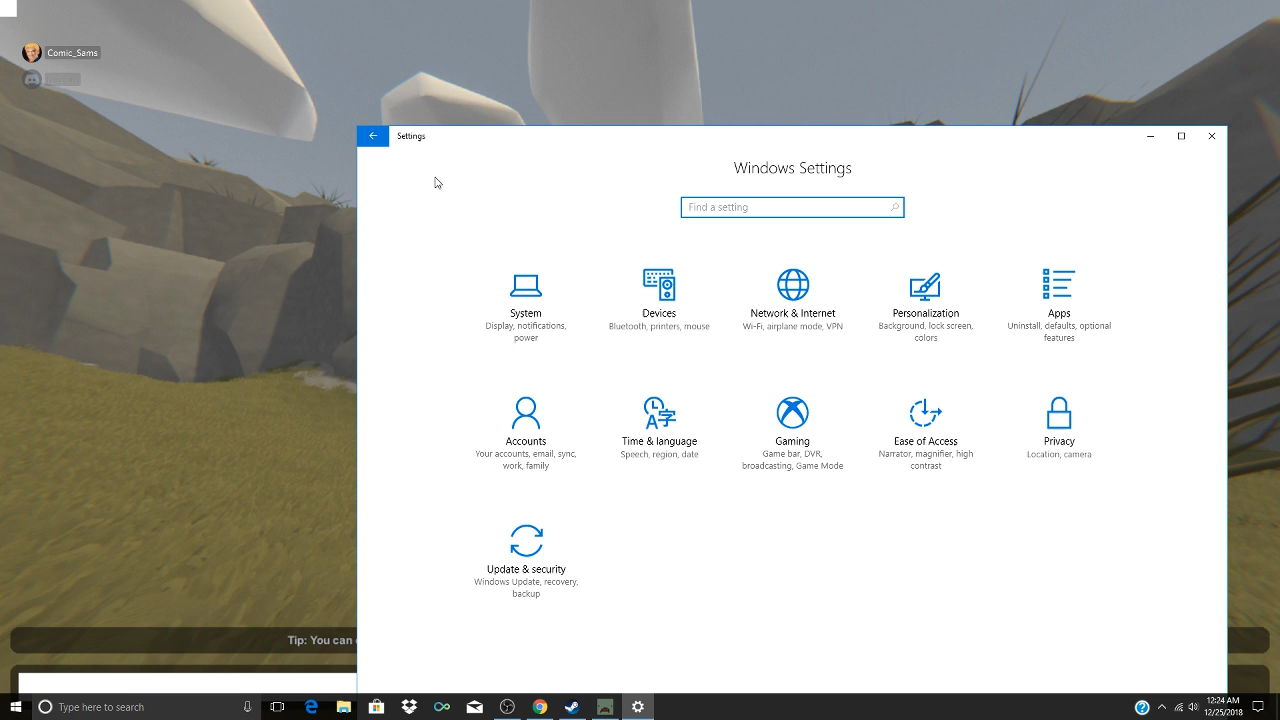 Comic_Sams
Settings
Windows Settings
Find a setting
System
Display, notifications,
power
Devices
Bluetooth, printers, mouse
Network & Internet
Wi-Fi, airplane mode, VPN
Personalization
Background, lock screen,
colors
Apps
Uninstall, defaults, optional
features
Accounts
Your accounts, email, sync,
work, family
Time & language
Speech, region, date
Gaming
Game bar, DVR,
broadcasting, Game Mode
Ease of Access
Narrator, magnifier, high
contrast
Privacy
Location, camera
Update & security
Windows Update, recovery,
backup
Tip: You can
Type here to search
12:24 AM
12/25/2018